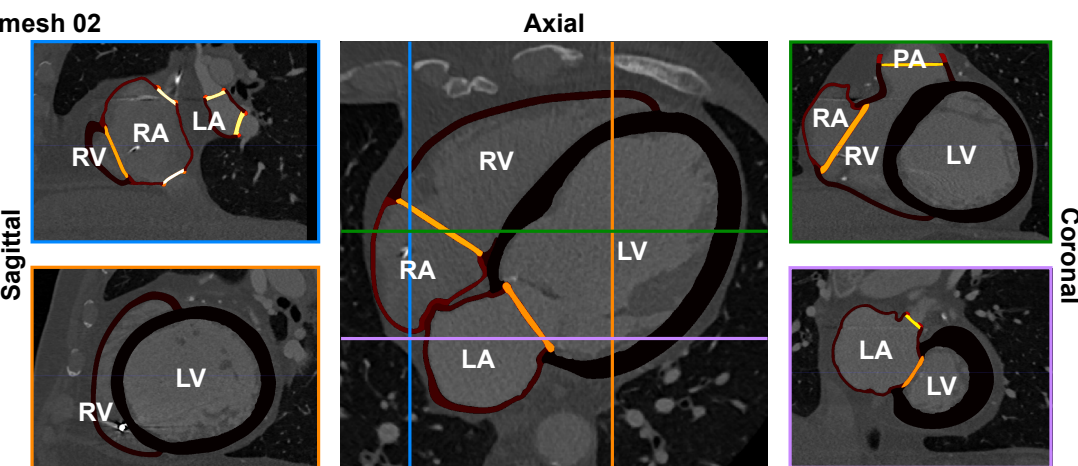 mesh 02
Axial
Sagittal
Coronal
RA
LA
RV
RV
LV
RV
LV
RA
LA
PA
RA
RV
LV
LA
LV